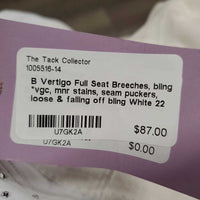 The Tack Collector
1005516-14
B Vertigo Full Seat Breeches, bling
*vgc, mnr stains, seam puckers,
loose & falling off bling White 22
U7GK2A
$87.00
U7GK2A
$0.00